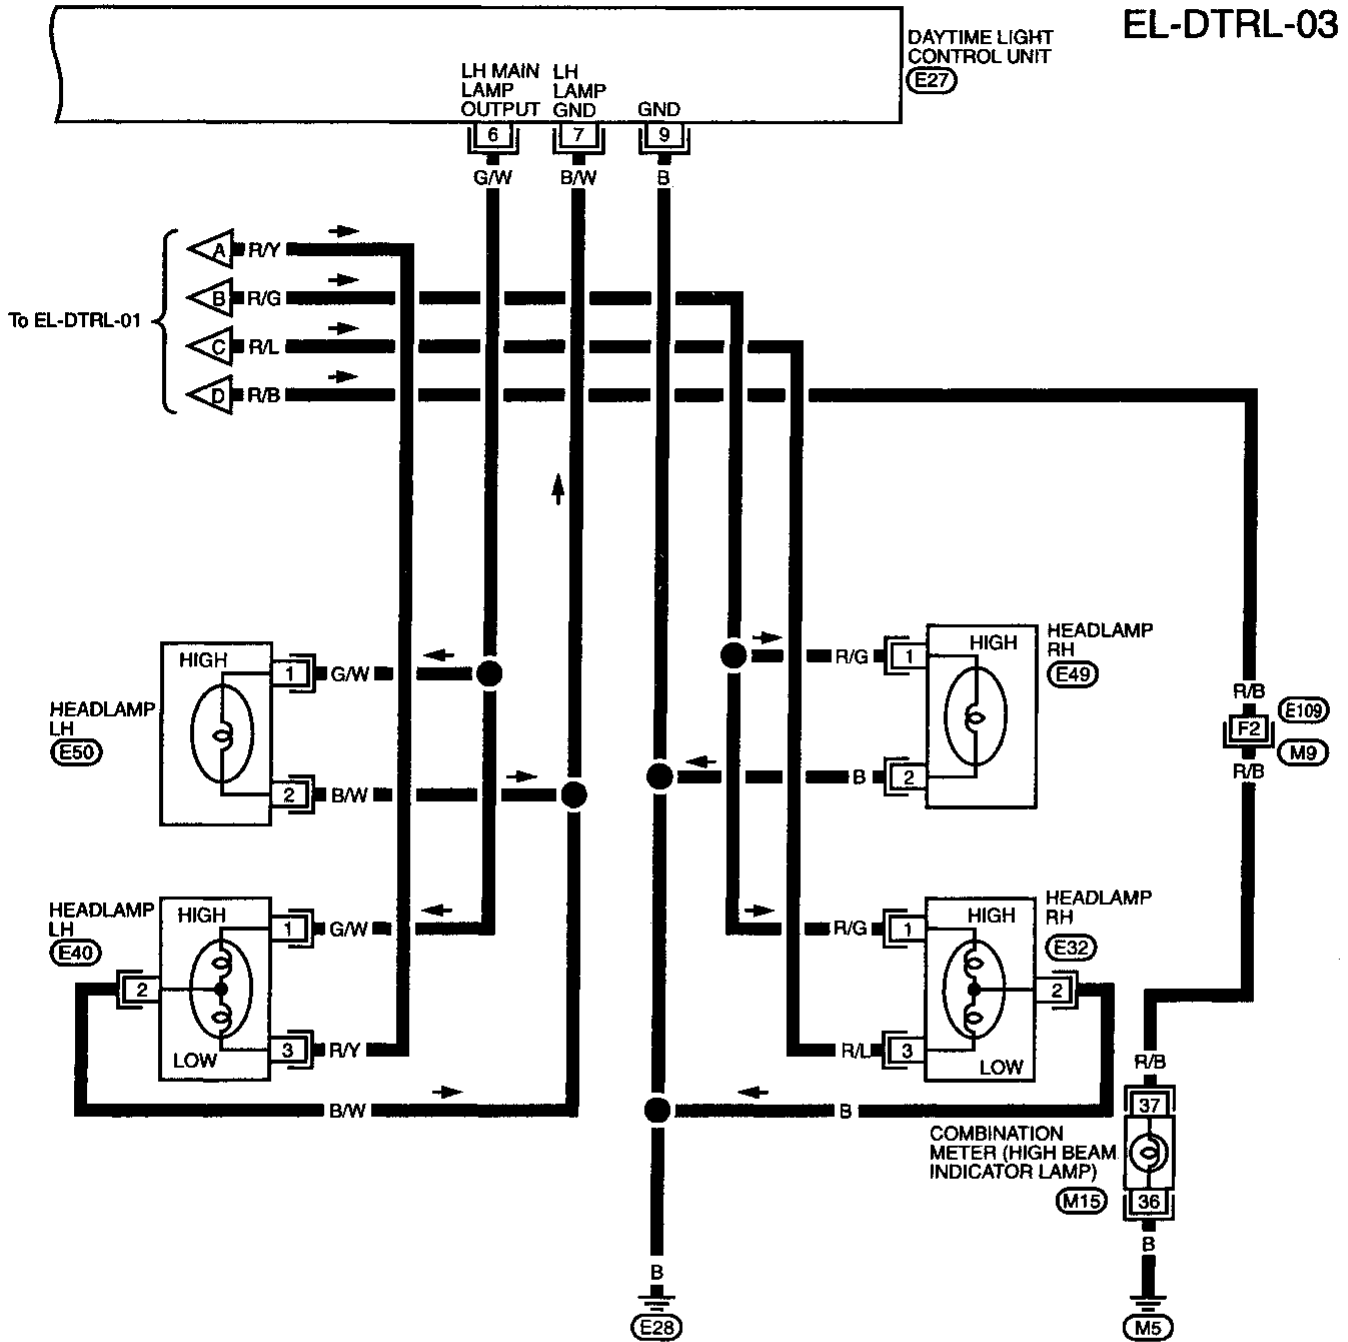 EL-DTRL-03
DAYTIME LIGHT
CONTROL UNIT
E27
LH MAIN
LAMP
OUTPUT
LH
LAMP
GND
GND
6
7
9
G/W
B/W
B
To EL-DTRL-01
A
R/Y
B
R/G
C
R/L
D
R/B
HEADLAMP
LH
E50
HIGH
1
G/W
2
B/W
R/G
1
HIGH
HEADLAMP
RH
E49
B
2
R/B
E109
F2
M9
R/B
HEADLAMP
LH
E40
HIGH
1
G/W
2
LOW
3
R/Y
B/W
R/G
1
HIGH
HEADLAMP
RH
E32
2
R/L
3
LOW
B
R/B
37
COMBINATION
METER (HIGH BEAM
INDICATOR LAMP)
M15
36
B
M5
B
E28